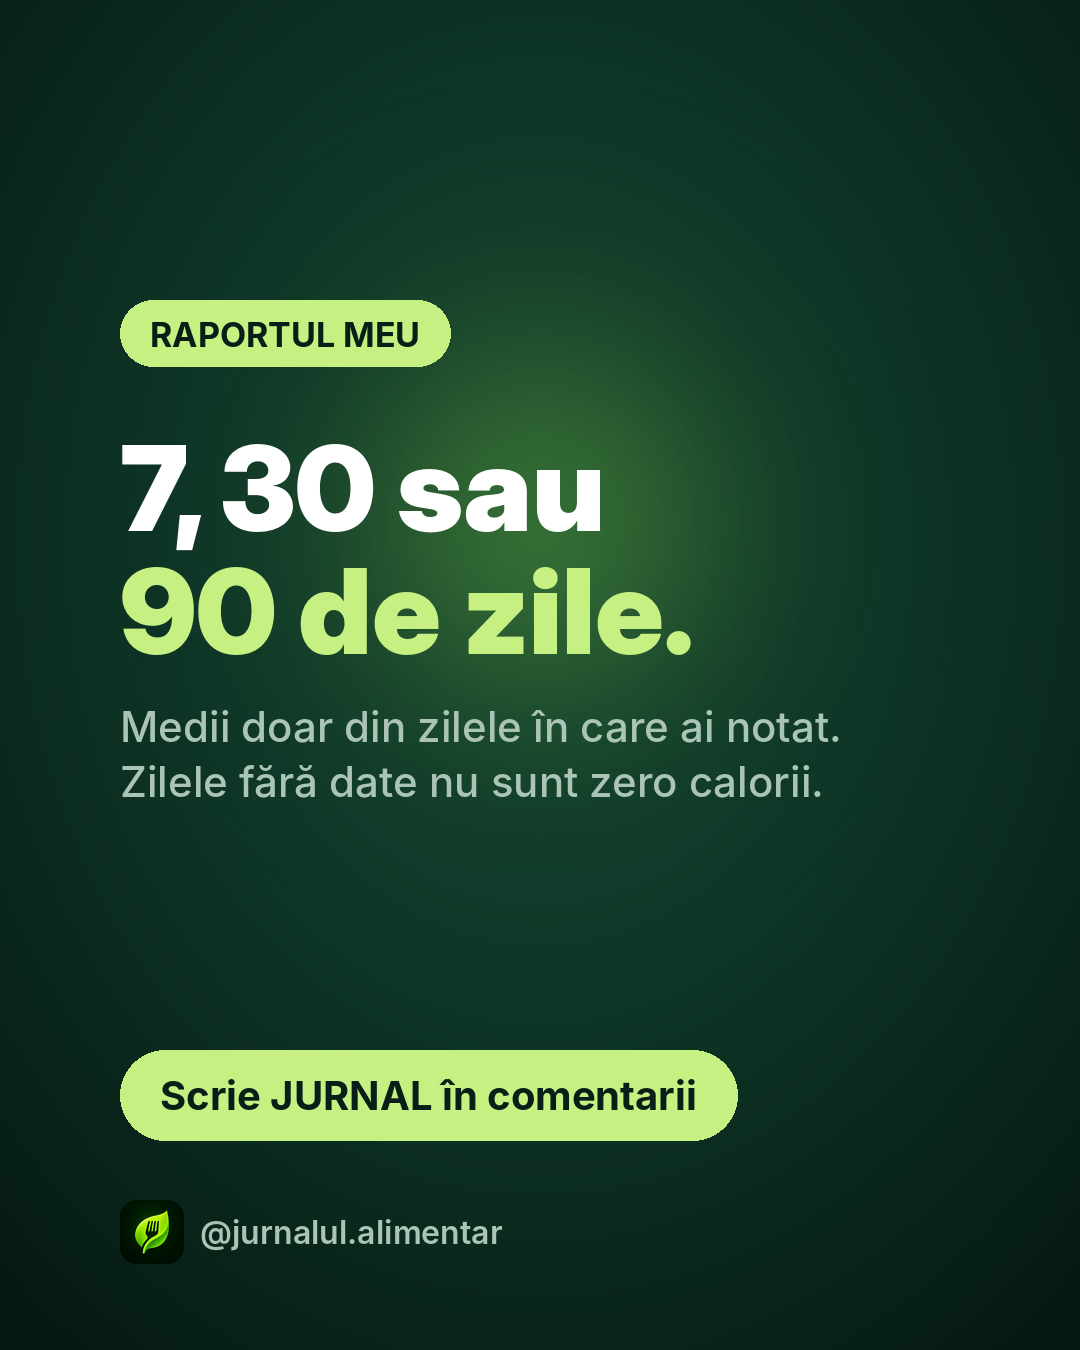 RAPORTUL MEU
7, 30 sau
90 de zile.
Medii doar din zilele în care ai notat.
Zilele fără date nu sunt zero calorii.
Scrie JURNAL în comentarii
@jurnalul.alimentar